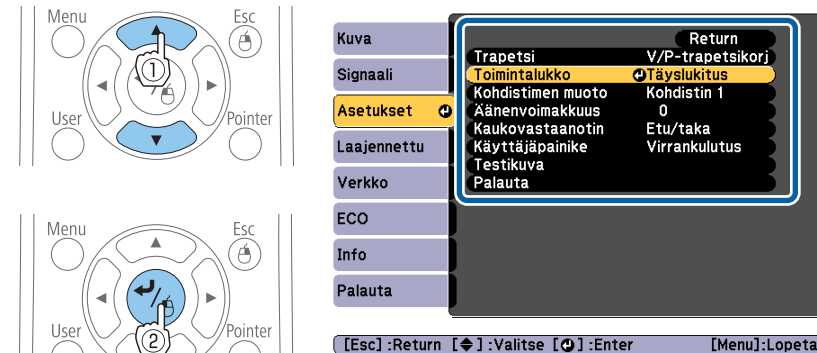 Menu
Esc
①
User
Pointer
Menu
Esc
②
User
Pointer
Kuva
Signaali
Asetukset
Laajennettu
Verkko
ECO
Info
Palauta
Return
Trapetsi V/P-trapetsikorj
Toimintalukko Täyslukitus
Kohdistimen muoto Kohdistin 1
Äänenvoimakkuus 0
Kaukovastaanotin Etu/taka
Käyttäjäpainike Virrankulutus
Testikuva
Palauta
[Esc] :Return [◆] :Valitse [⏎] :Enter [Menu]:Lopeta